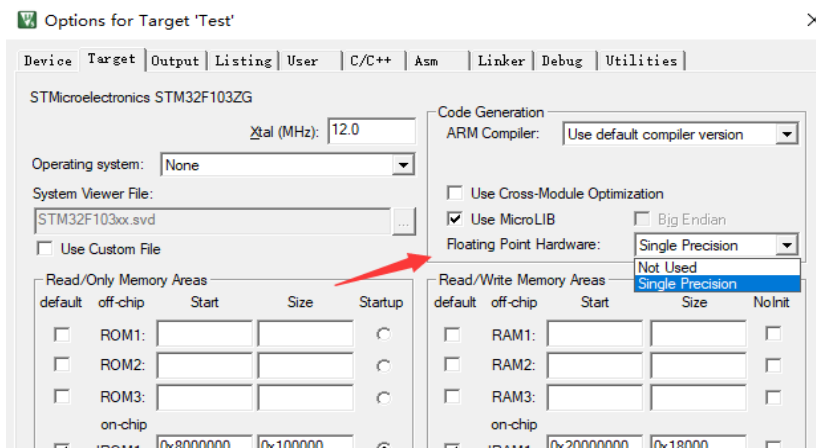 Options for Target 'Test'
Device Target Output Listing User C/C++ Asm Linker Debug Utilities
STMicroelectronics STM32F103ZG
Xtal (MHz): 12.0
Operating system: None
System Viewer File:
STM32F103xx.svd ...
Use Custom File
Code Generation
ARM Compiler: Use default compiler version
Use Cross-Module Optimization
Use MicroLIB Big Endian
Floating Point Hardware: Single Precision
Not Used
Single Precision
Read/Only Memory Areas
default off-chip Start Size Startup
ROM1:
ROM2:
ROM3:
on-chip
IROM1: 0x8000000 0x100000
Read/Write Memory Areas
default off-chip Start Size NoInit
RAM1:
RAM2:
RAM3:
on-chip
IRAM1: 0x20000000 0x18000